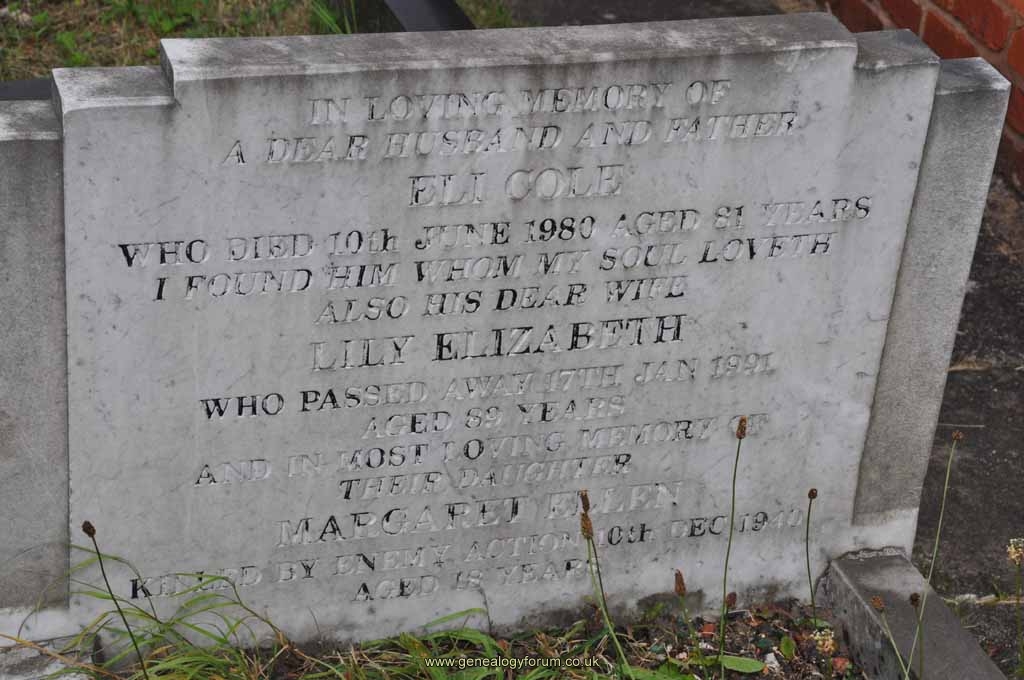 IN LOVING MEMORY OF
A DEAR HUSBAND AND FATHER
ELI COLE
WHO DIED 10th JUNE 1980 AGED 81 YEARS
I FOUND HIM WHOM MY SOUL LOVETH
ALSO HIS DEAR WIFE
LILY ELIZABETH
WHO PASSED AWAY 17TH JAN 1991
AGED 89 YEARS
AND IN MOST LOVING MEMORY OF
THEIR DAUGHTER
MARGARET ELLEN
KILLED BY ENEMY ACTION 10th DEC 1940
AGED 18 YEARS
www.genealogyforum.co.uk